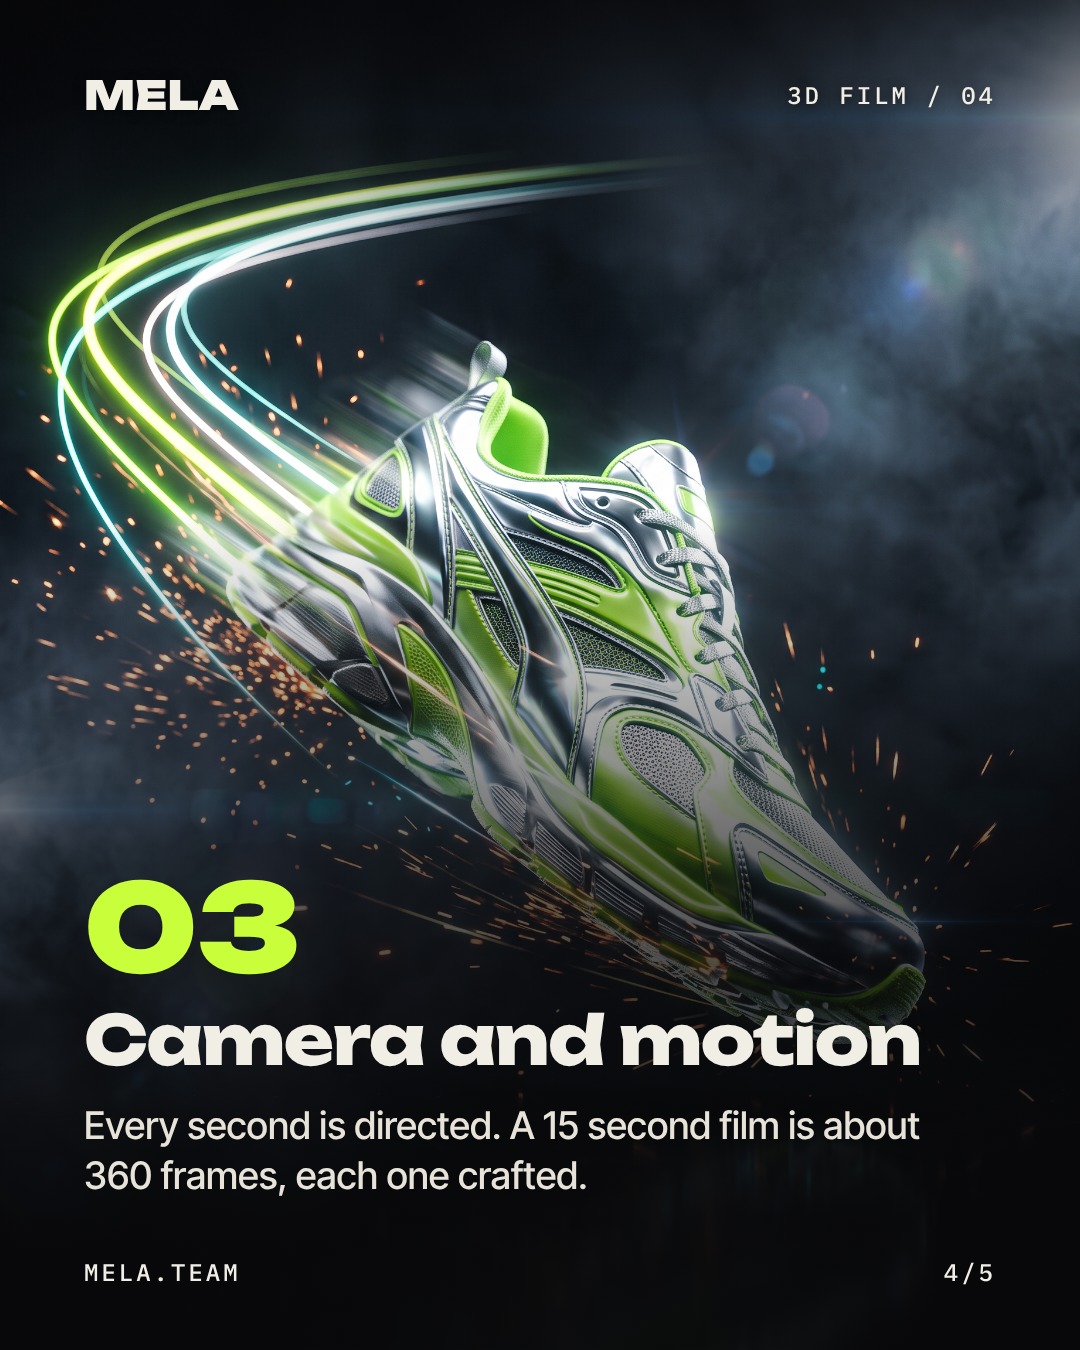 MELA
3D FILM / 04
03
Camera and motion
Every second is directed. A 15 second film is about
360 frames, each one crafted.
MELA.TEAM
4/5